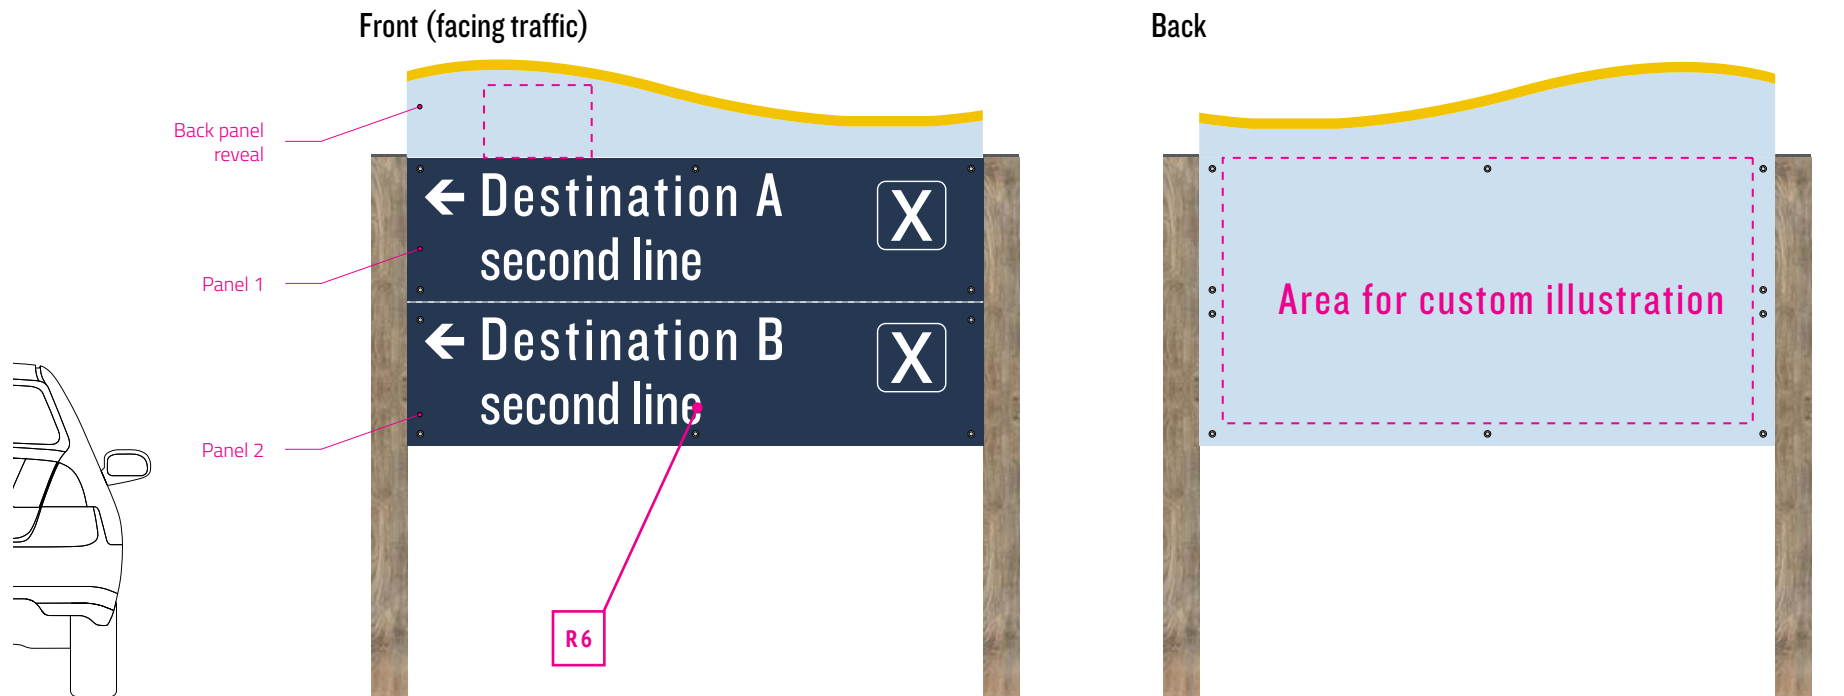 Front (facing traffic)
Back
Back panel
reveal
← Destination A
second line
X
Panel 1
← Destination B
second line
X
Panel 2
Area for custom illustration
R6